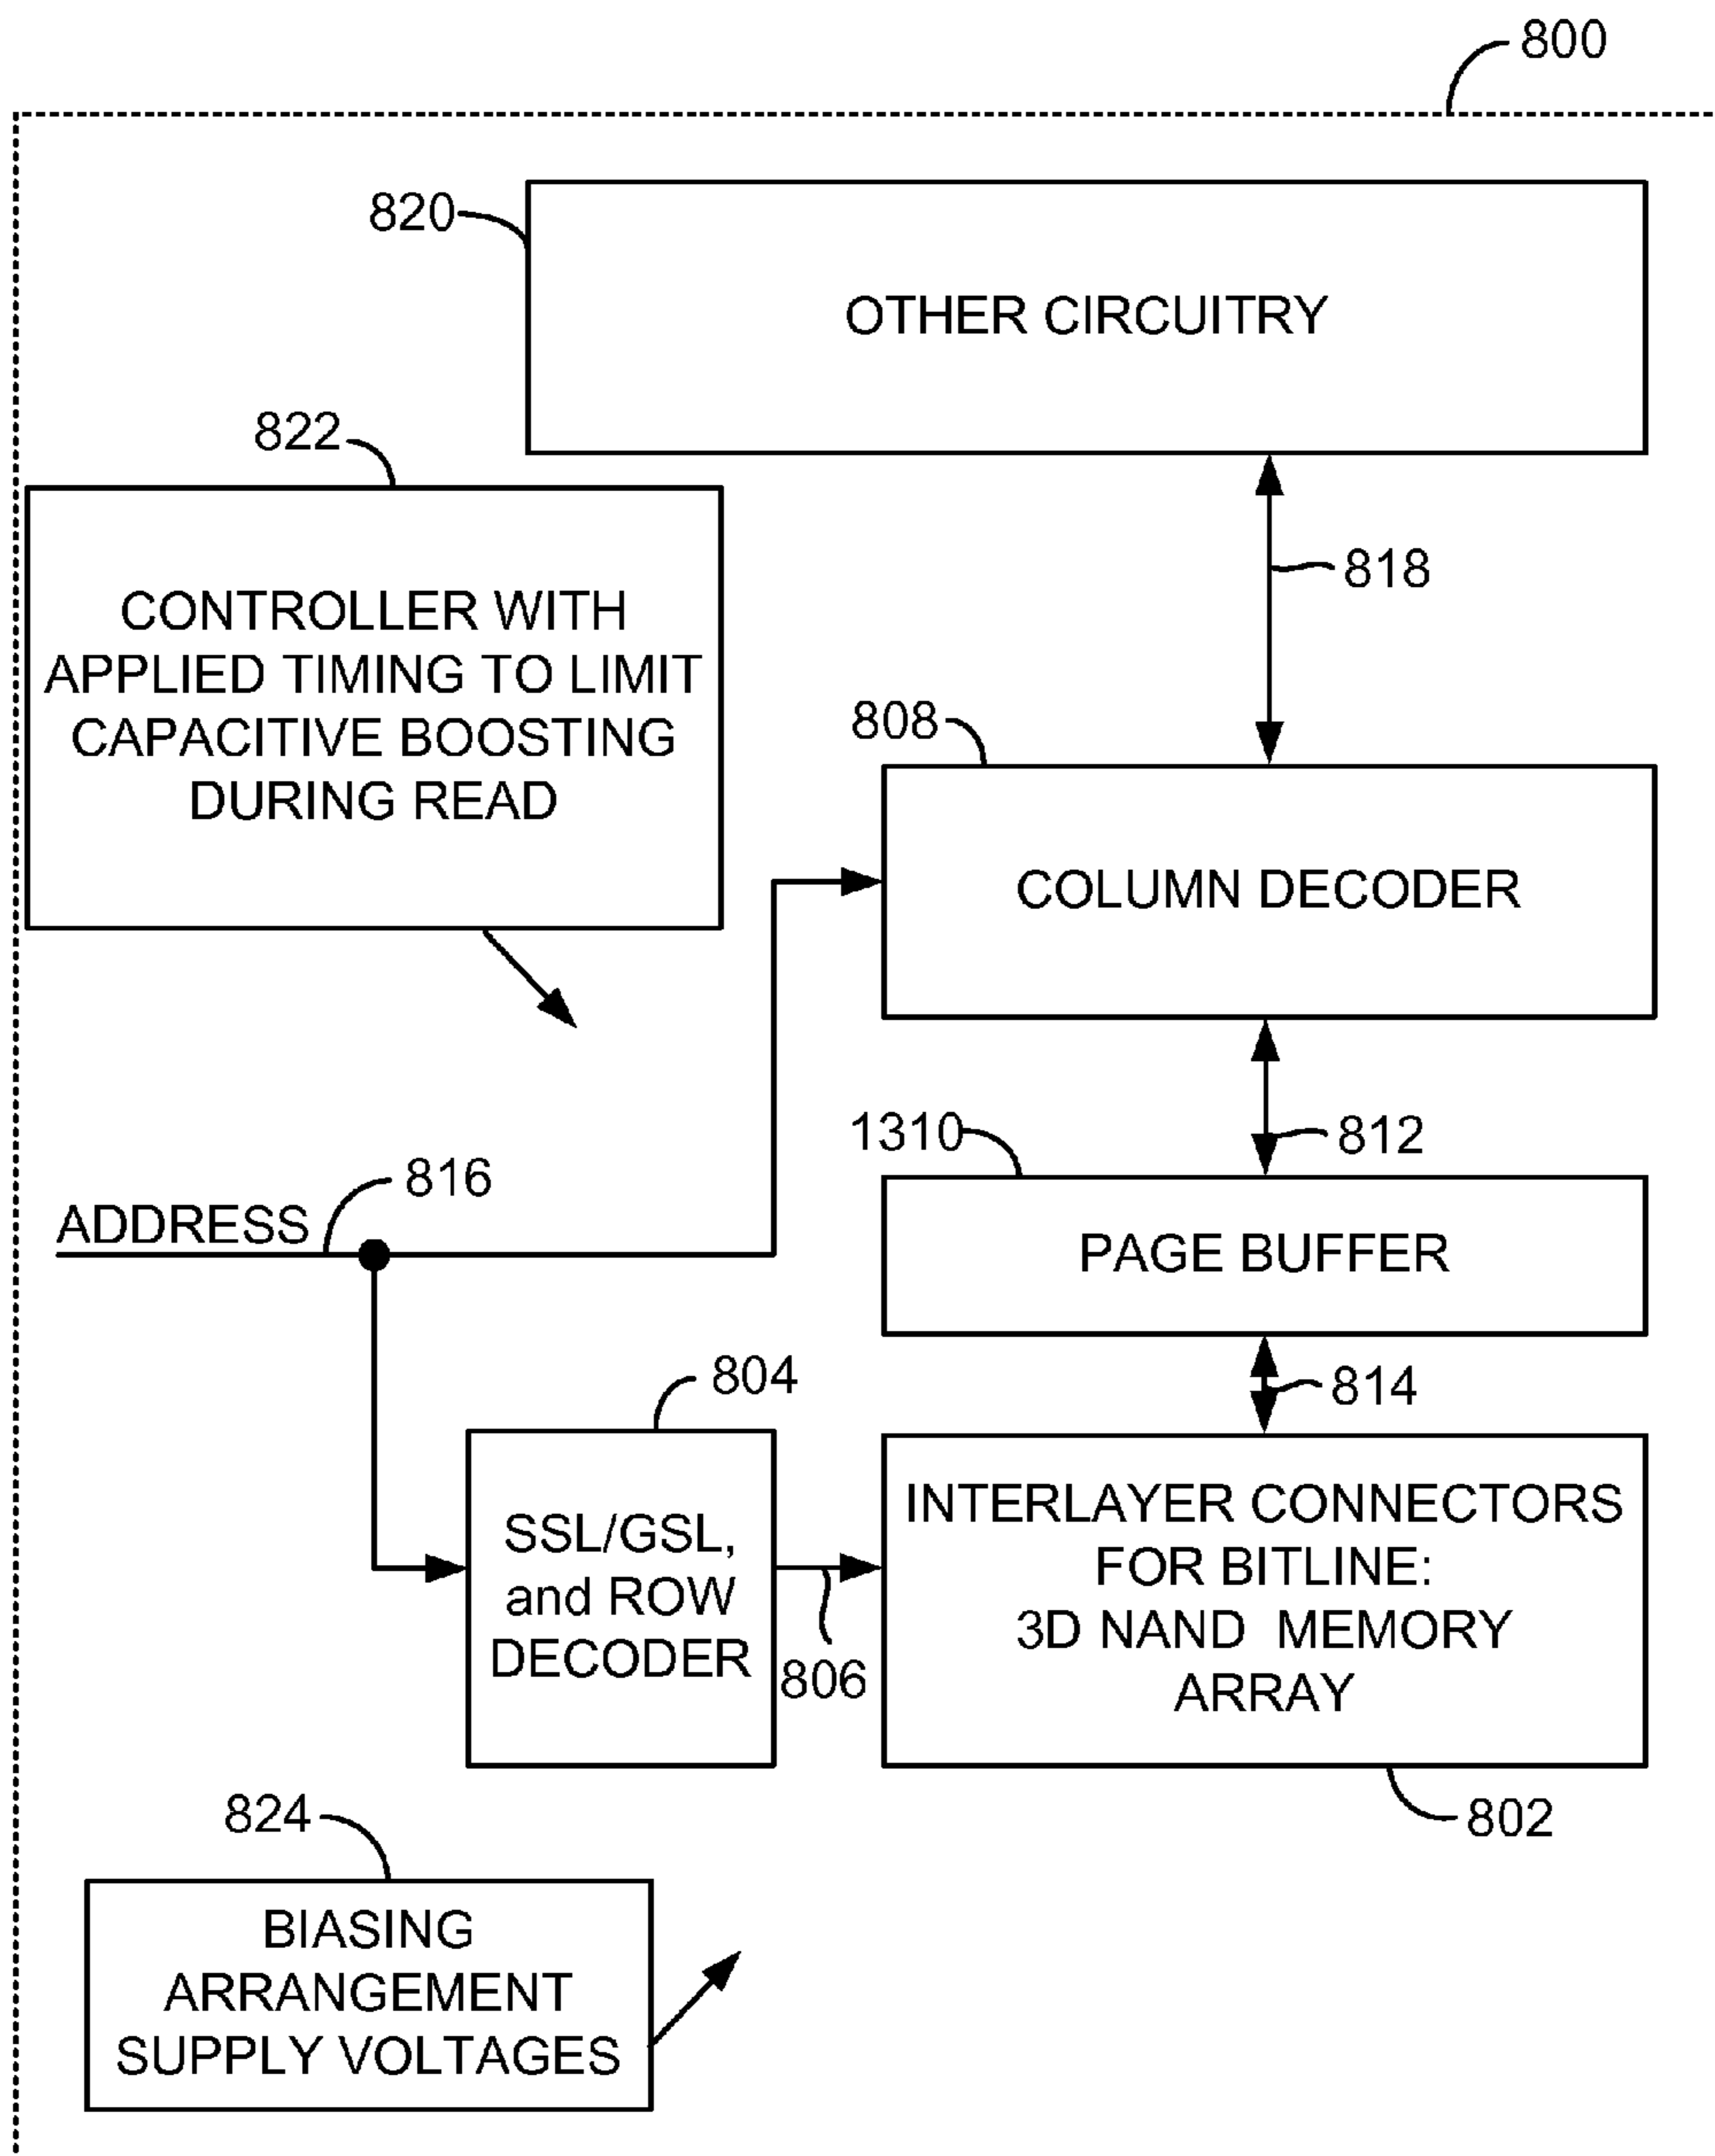 800
820
OTHER CIRCUITRY
822
CONTROLLER WITH
APPLIED TIMING TO LIMIT
CAPACITIVE BOOSTING
DURING READ
818
808
COLUMN DECODER
812
1310
816
ADDRESS
PAGE BUFFER
814
804
SSL/GSL,
and ROW
DECODER
806
INTERLAYER CONNECTORS
FOR BITLINE:
3D NAND MEMORY
ARRAY
802
824
BIASING
ARRANGEMENT
SUPPLY VOLTAGES